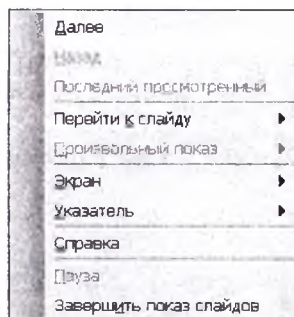 Далее
Назад
Последний просмотренный
Перейти к слайду
Произвольный показ
Экран
Указатель
Справка
Пауза
Завершить показ слайдов